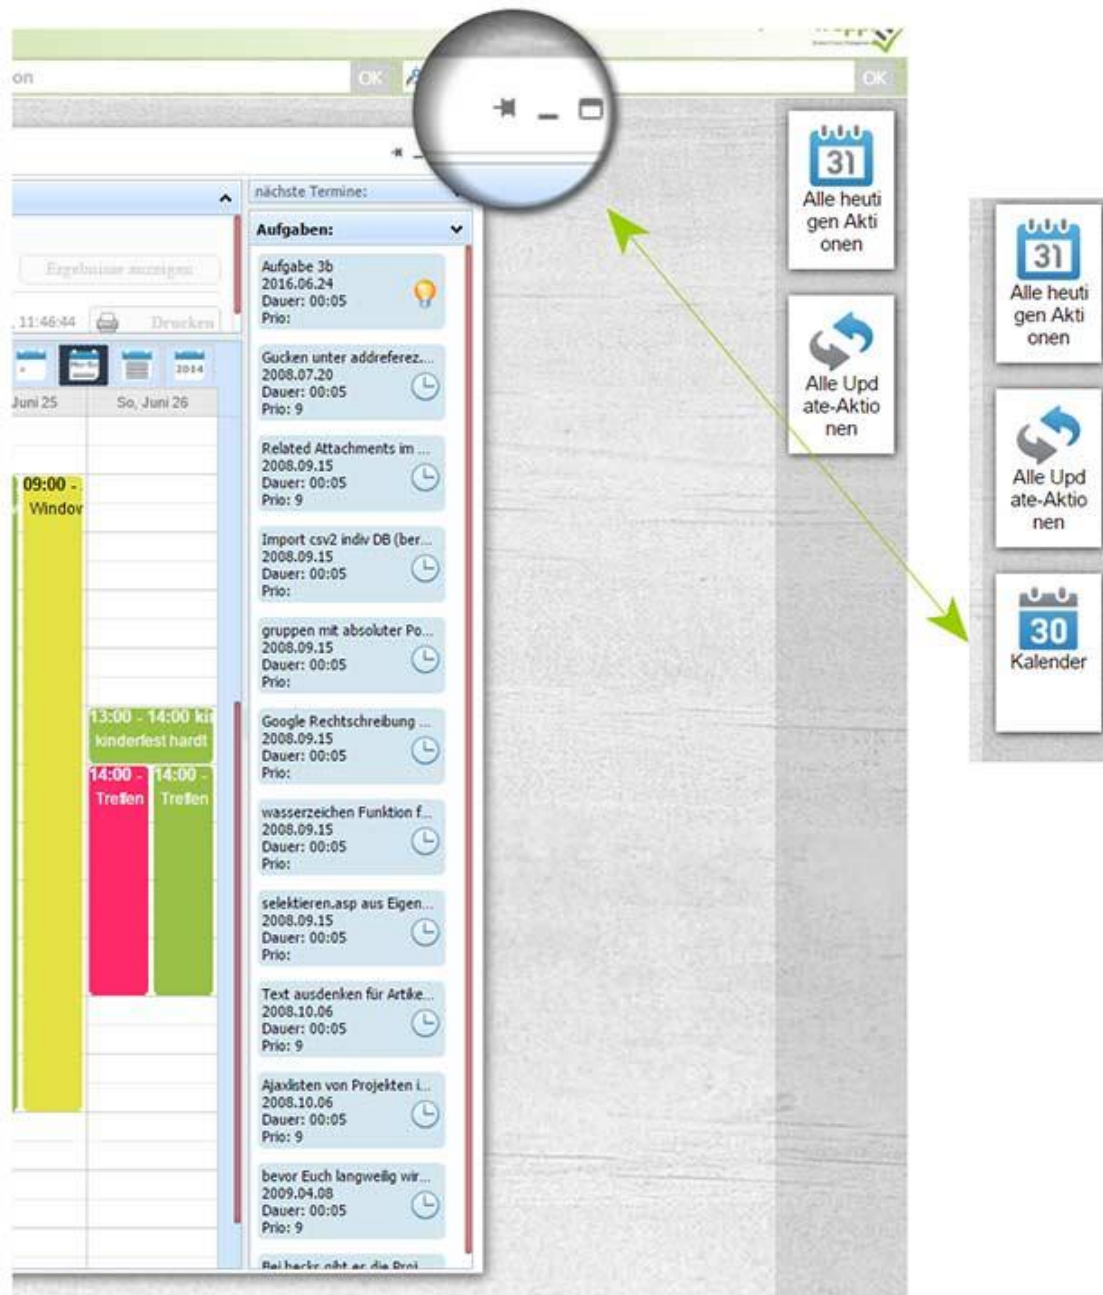 on
OK
OK
nächste Termine:
Aufgaben:
Ergebnisse anzeigen
, 11:46:44
Drucken
2014
Juni 25
So, Juni 26
09:00 -
Window
13:00 - 14:00 kin
kinderfest hardt
14:00 -
Treffen
14:00 -
Treffen
Aufgabe 3b
2016.06.24
Dauer: 00:05
Prio:
Gucken unter addreferez....
2008.07.20
Dauer: 00:05
Prio: 9
Related Attachments im ...
2008.09.15
Dauer: 00:05
Prio: 9
Import csv2 indiv DB (ber...
2008.09.15
Dauer: 00:05
Prio:
gruppen mit absoluter Po...
2008.09.15
Dauer: 00:05
Prio:
Google Rechtschreibung ...
2008.09.15
Dauer: 00:05
Prio:
wasserzeichen Funktion f...
2008.09.15
Dauer: 00:05
Prio:
selektieren.asp aus Eigen...
2008.09.15
Dauer: 00:05
Prio:
Text ausdenken für Artike...
2008.10.06
Dauer: 00:05
Prio: 9
Ajaxlisten von Projekten i...
2008.10.06
Dauer: 00:05
Prio: 9
bevor Euch langweilig wir...
2009.04.08
Dauer: 00:05
Prio: 9
31
Alle heuti
gen Akti
onen
Alle Upd
ate-Aktio
nen
31
Alle heuti
gen Akti
onen
Alle Upd
ate-Aktio
nen
30
Kalender